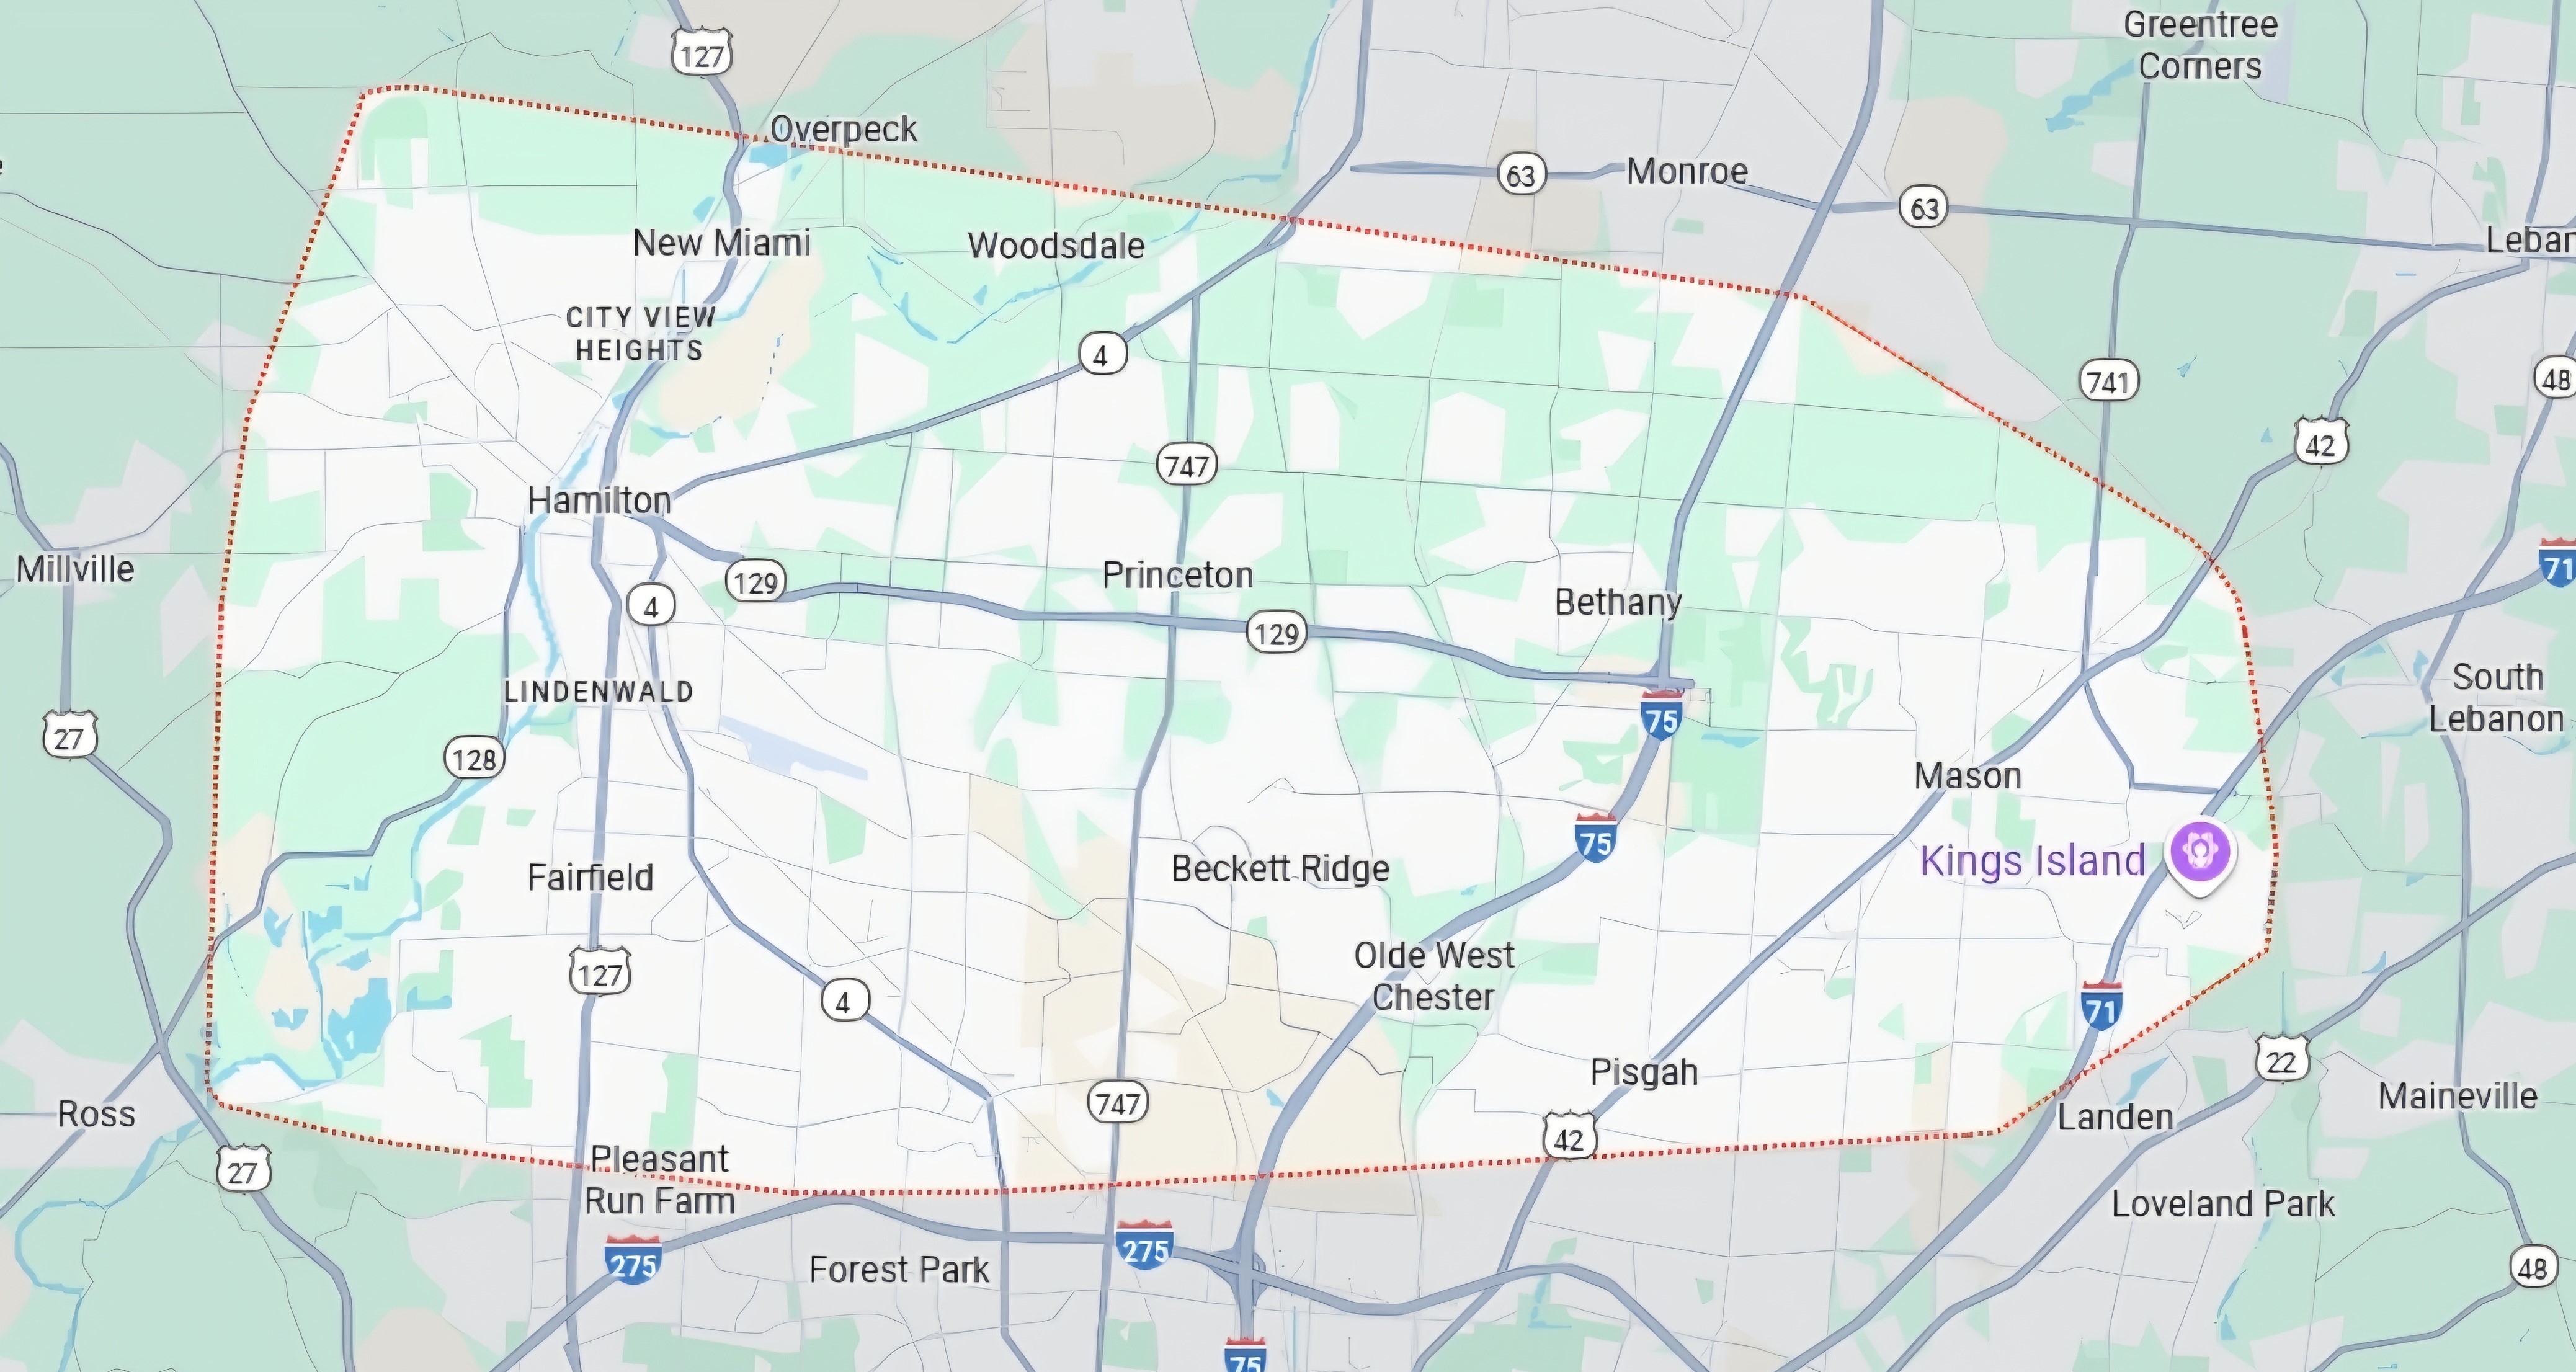 Greentree
Corners
127
Overpeck
63
Monroe
63
Leban
New Miami
Woodsdale
CITY VIEW
HEIGHTS
4
741
48
42
747
Hamilton
Millville
129
4
Princeton
129
Bethany
71
LINDENWALD
South
Lebanon
27
128
75
Mason
75
Kings Island
Fairfield
Beckett Ridge
127
4
Olde West
Chester
71
22
Pisgah
Ross
747
42
Landen
Maineville
27
Pleasant
Run Farm
Loveland Park
275
275
Forest Park
48
75